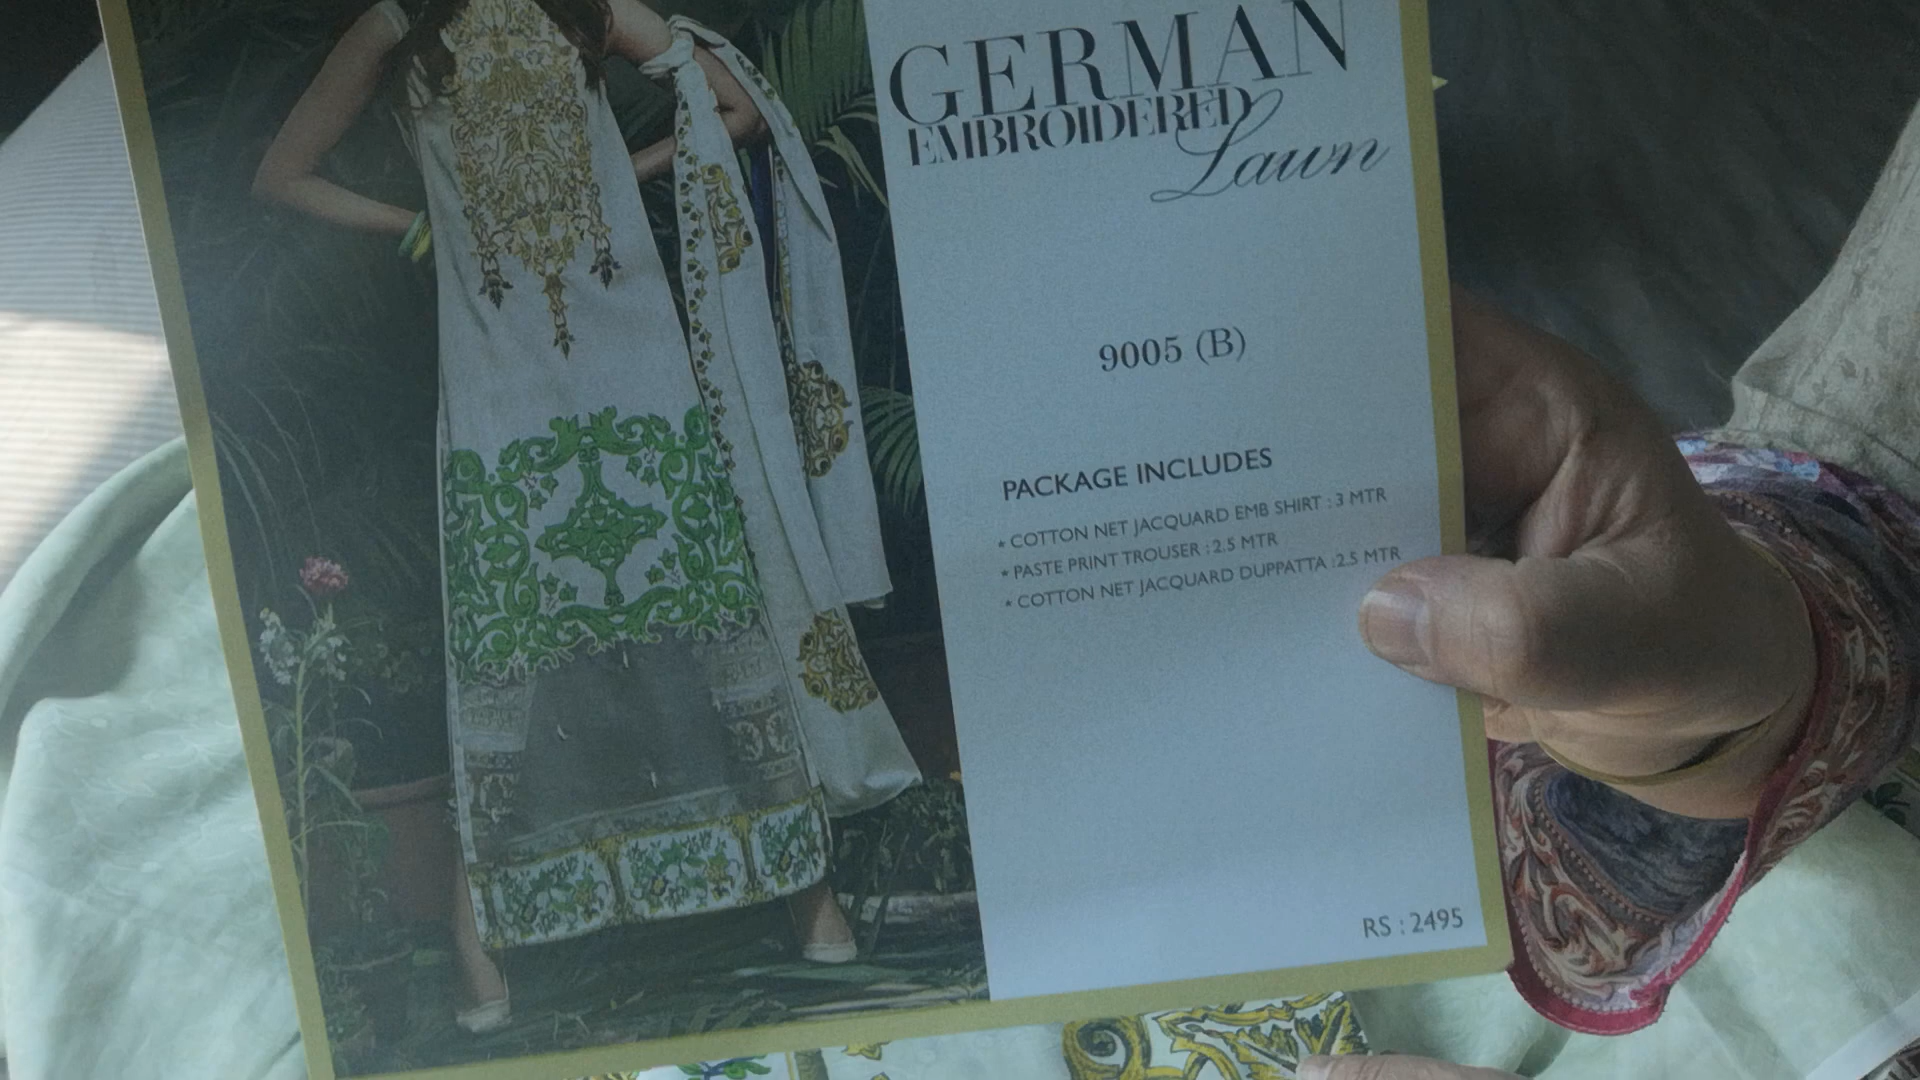 GERMAN
EMBROIDERED
Lawn
9005 (B)
PACKAGE INCLUDES
* COTTON NET JACQUARD EMB SHIRT : 3 MTR
* PASTE PRINT TROUSER : 2.5 MTR
* COTTON NET JACQUARD DUPPATTA : 2.5 MTR
RS : 2495